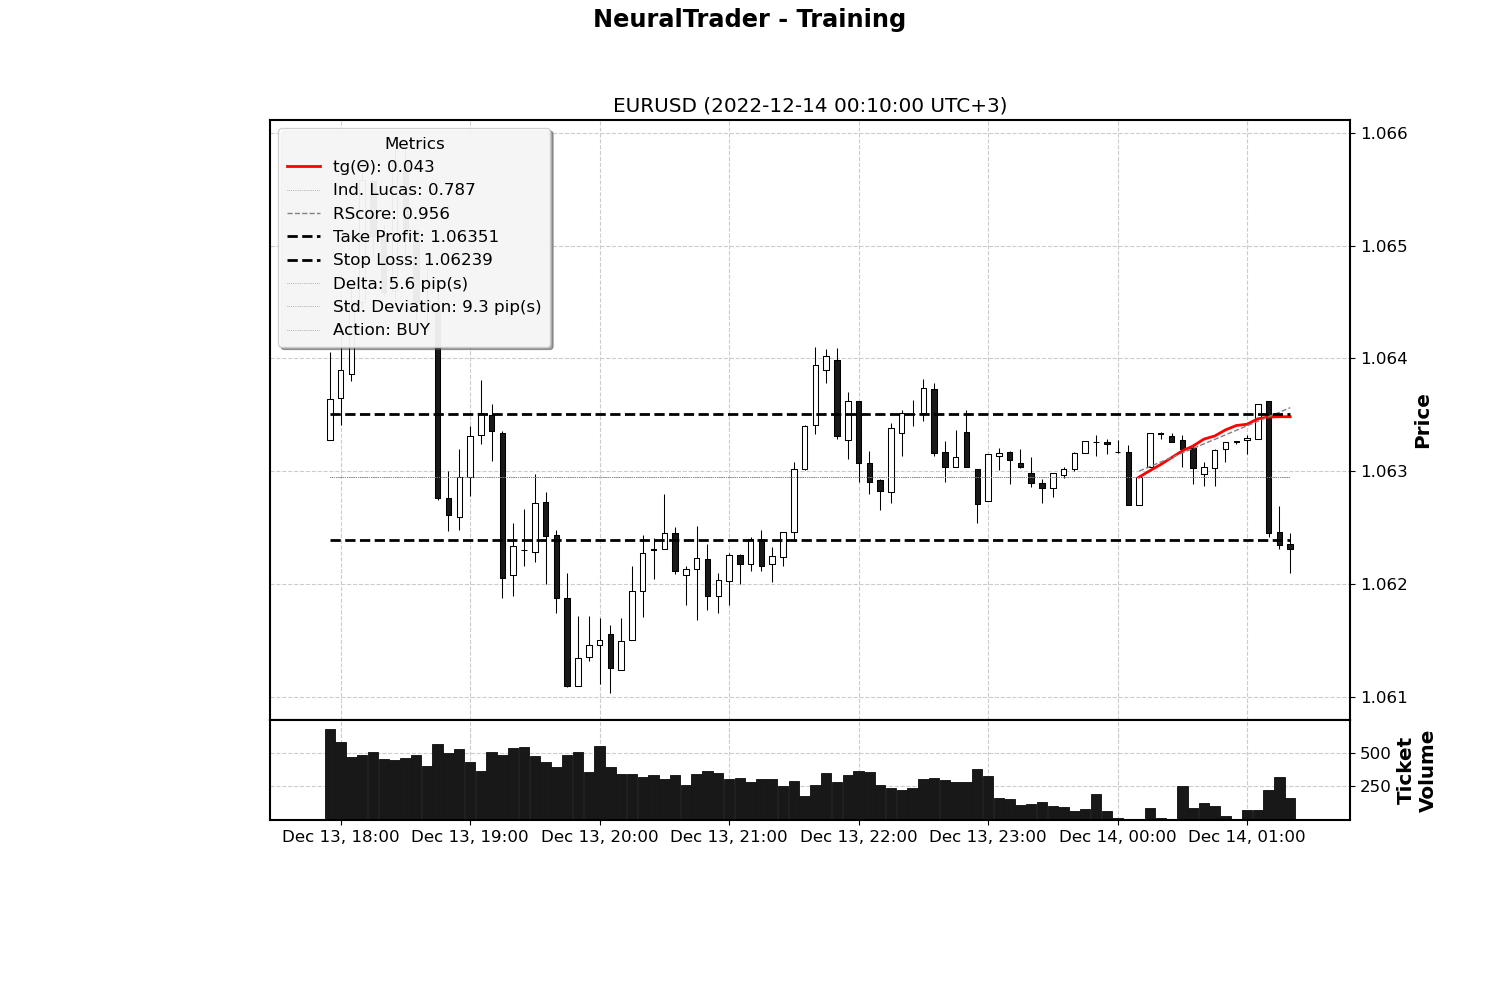 NeuralTrader - Training
EURUSD (2022-12-14 00:10:00 UTC+3)
Metrics
tg(Θ): 0.043
Ind. Lucas: 0.787
RScore: 0.956
Take Profit: 1.06351
Stop Loss: 1.06239
Delta: 5.6 pip(s)
Std. Deviation: 9.3 pip(s)
Action: BUY
1.066
1.065
1.064
1.063
1.062
1.061
Price
500
250
Ticket
Volume
Dec 13, 18:00
Dec 13, 19:00
Dec 13, 20:00
Dec 13, 21:00
Dec 13, 22:00
Dec 13, 23:00
Dec 14, 00:00
Dec 14, 01:00